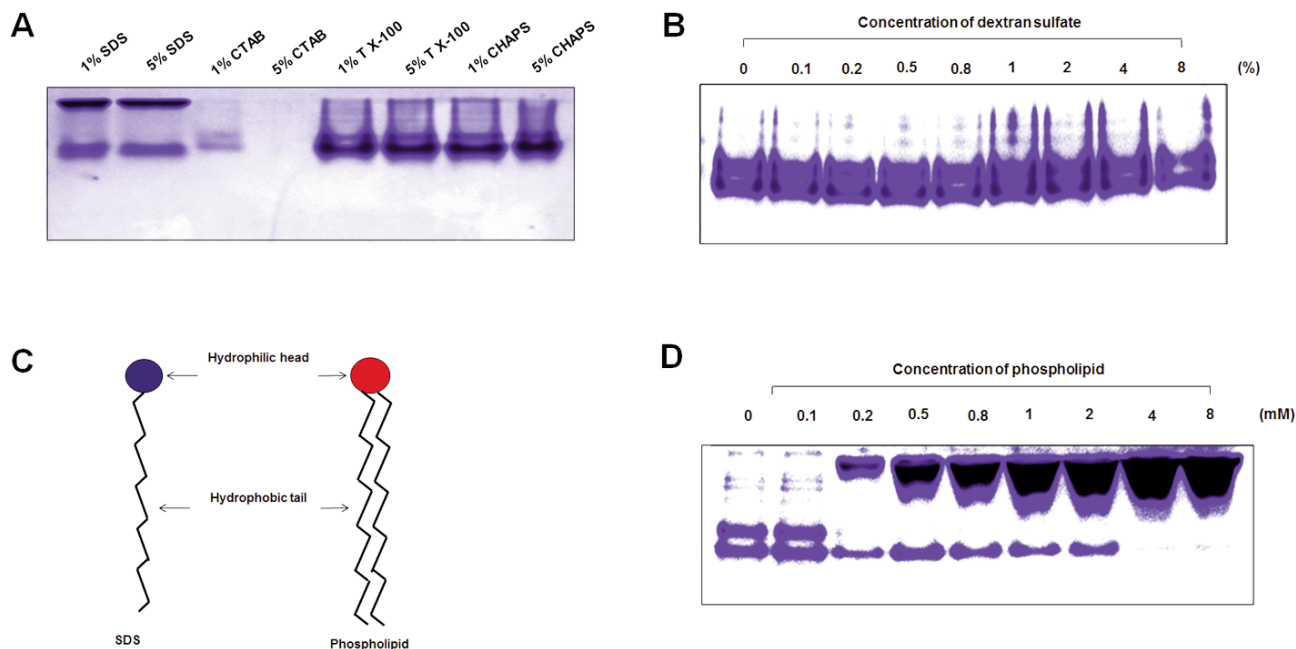 A
1% SDS
5% SDS
1% CTAB
5% CTAB
1% T X-100
5% T X-100
1% CHAPS
5% CHAPS
B
Concentration of dextran sulfate
0 0.1 0.2 0.5 0.8 1 2 4 8 (%)
C
Hydrophilic head
Hydrophobic tail
SDS
Phospholipid
D
Concentration of phospholipid
0 0.1 0.2 0.5 0.8 1 2 4 8 (mM)